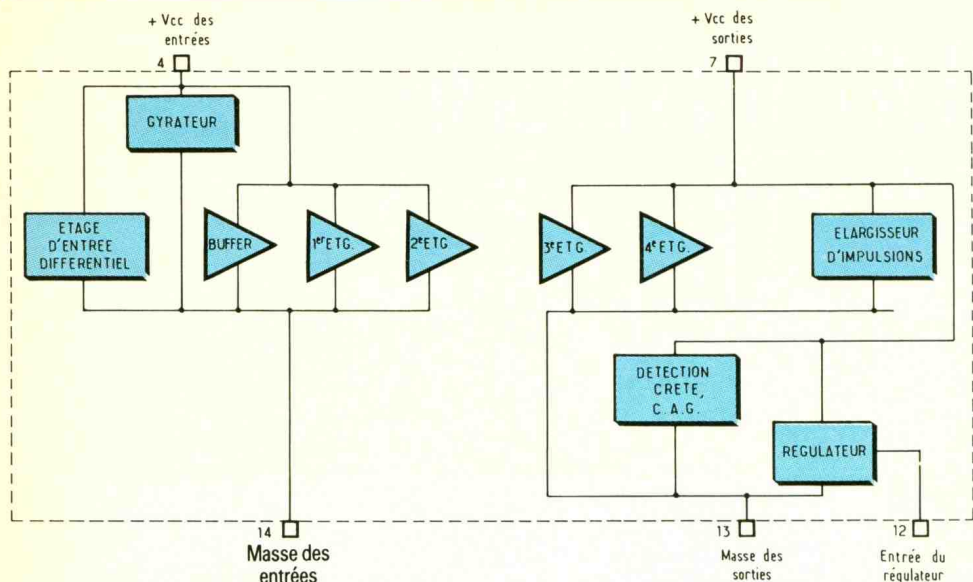 + Vcc des
entrées
4
+ Vcc des
sorties
7
GYRATEUR
ETAGE
D'ENTREE
DIFFERENTIEL
BUFFER
1er ETG.
2e ETG
3e ETG
4e ETG
ELARGISSEUR
D'IMPULSIONS
DETECTION
CRETE,
C.A.G.
REGULATEUR
14
Masse des
entrées
13
Masse des
sorties
12
Entrée du
régulateur